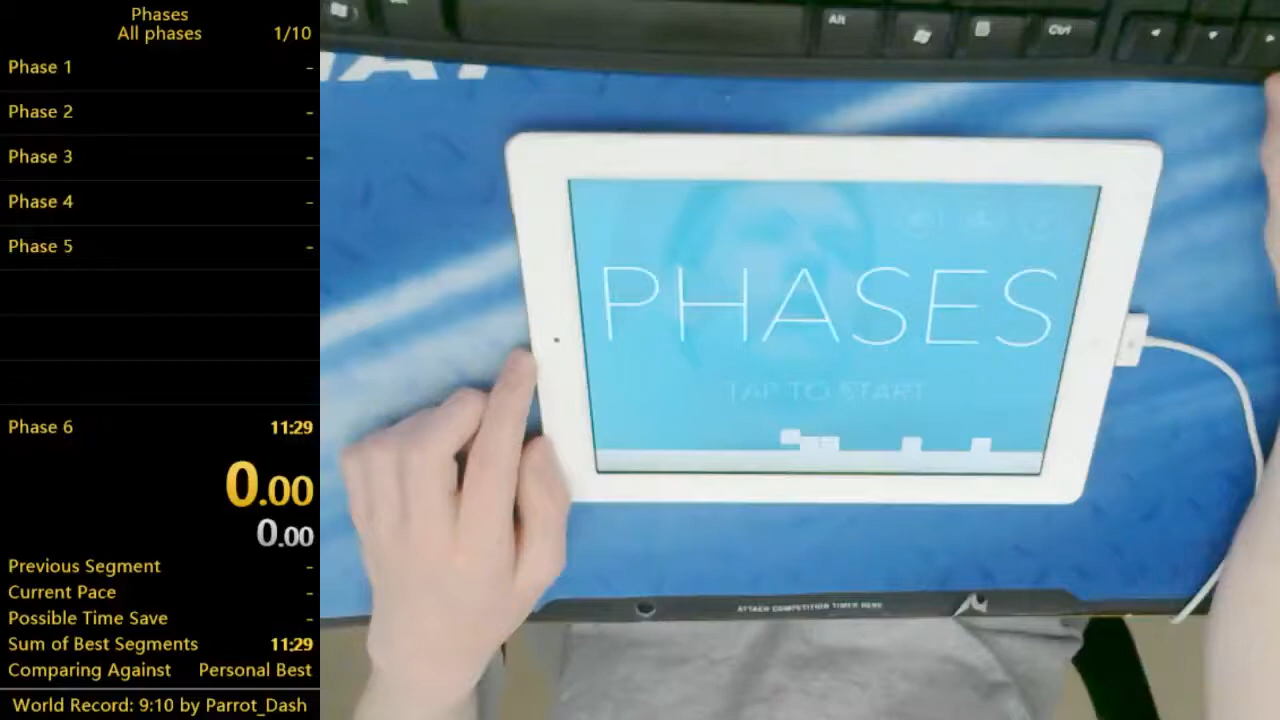 Phases
All phases 1/10
Phase 1 -
Phase 2 -
Phase 3 -
Phase 4 -
Phase 5 -
Phase 6 11:29
0.00
0.00
Previous Segment -
Current Pace -
Possible Time Save -
Sum of Best Segments 11:29
Comparing Against Personal Best
World Record: 9:10 by Parrot_Dash
Alt
Ctrl
PHASES
TAP TO START
ATTACH COMPETITION TIMER HERE